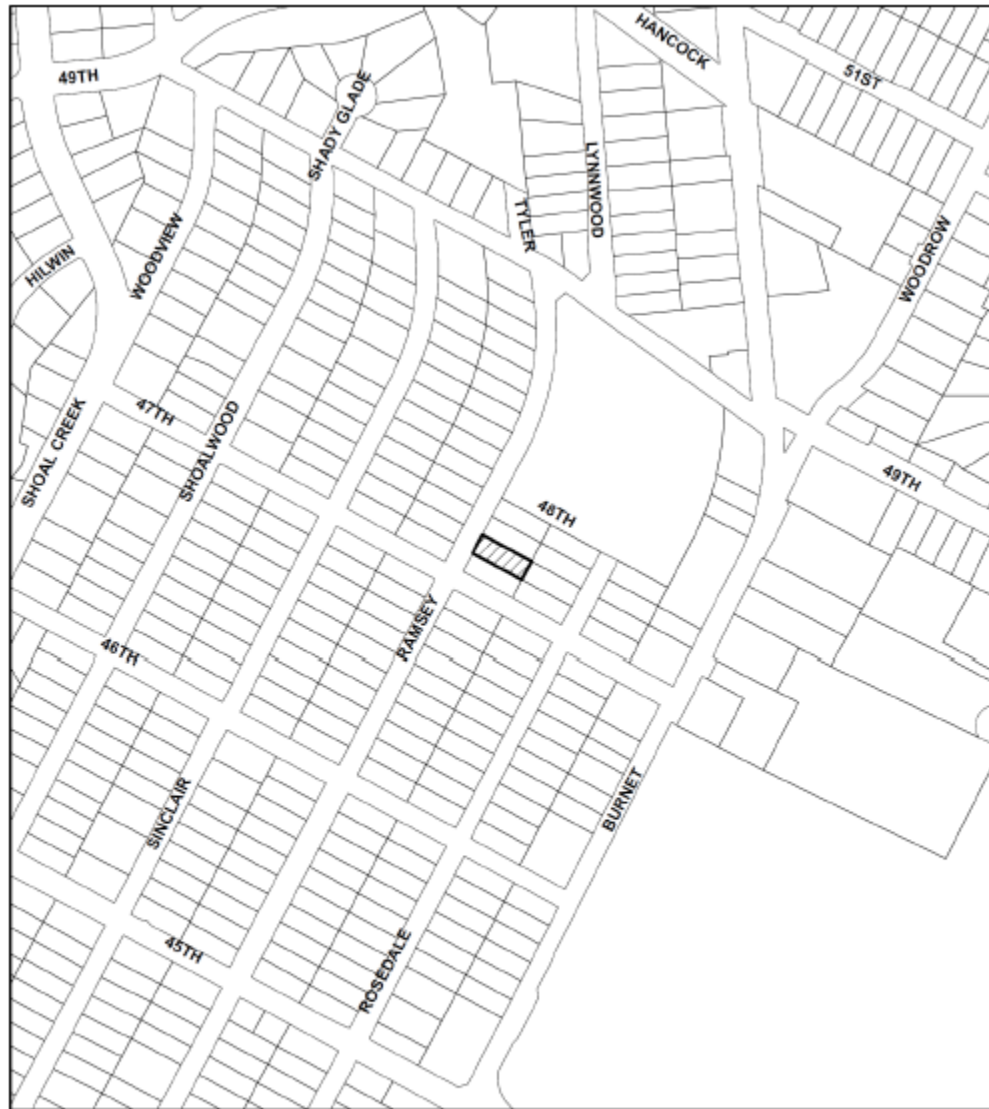 HANCOCK
49TH
51ST
SHADY GLADE
LYNNWOOD
TYLER
WOODVIEW
HILWIN
WOODROW
47TH
SHOALWOOD
SHOAL CREEK
49TH
48TH
RAMSEY
46TH
BURNET
SINCLAIR
45TH
ROSEDALE